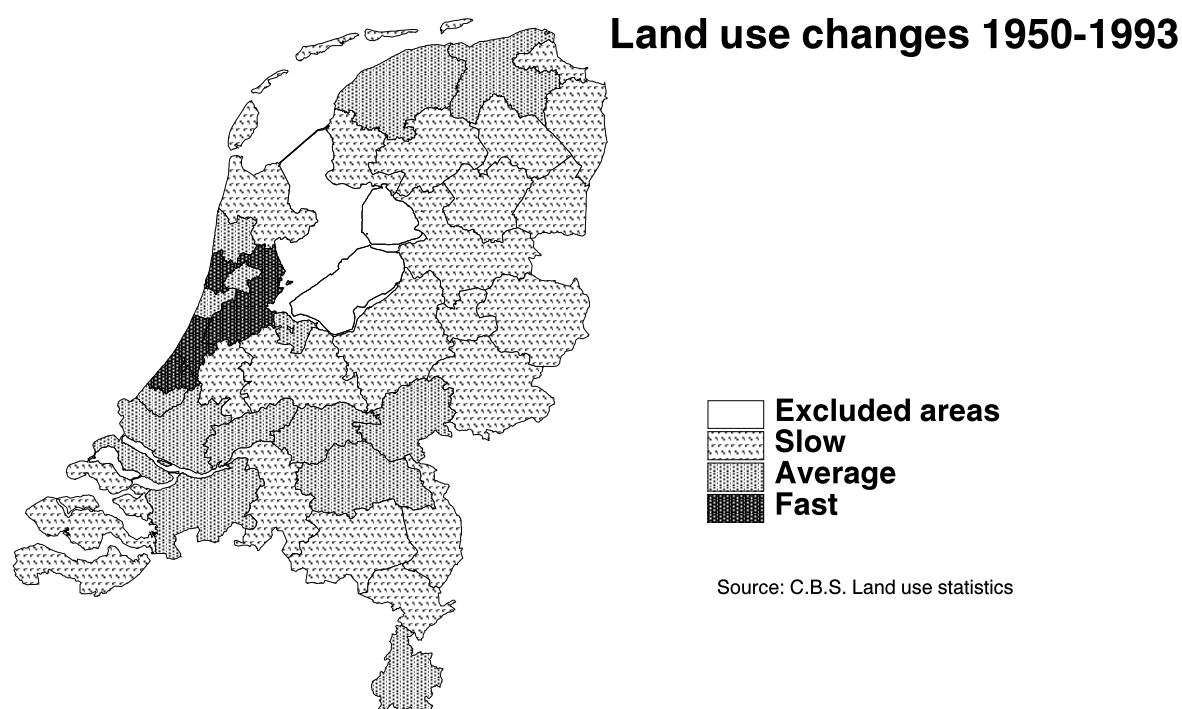 Land use changes 1950-1993
Excluded areas
Slow
Average
Fast
Source: C.B.S. Land use statistics